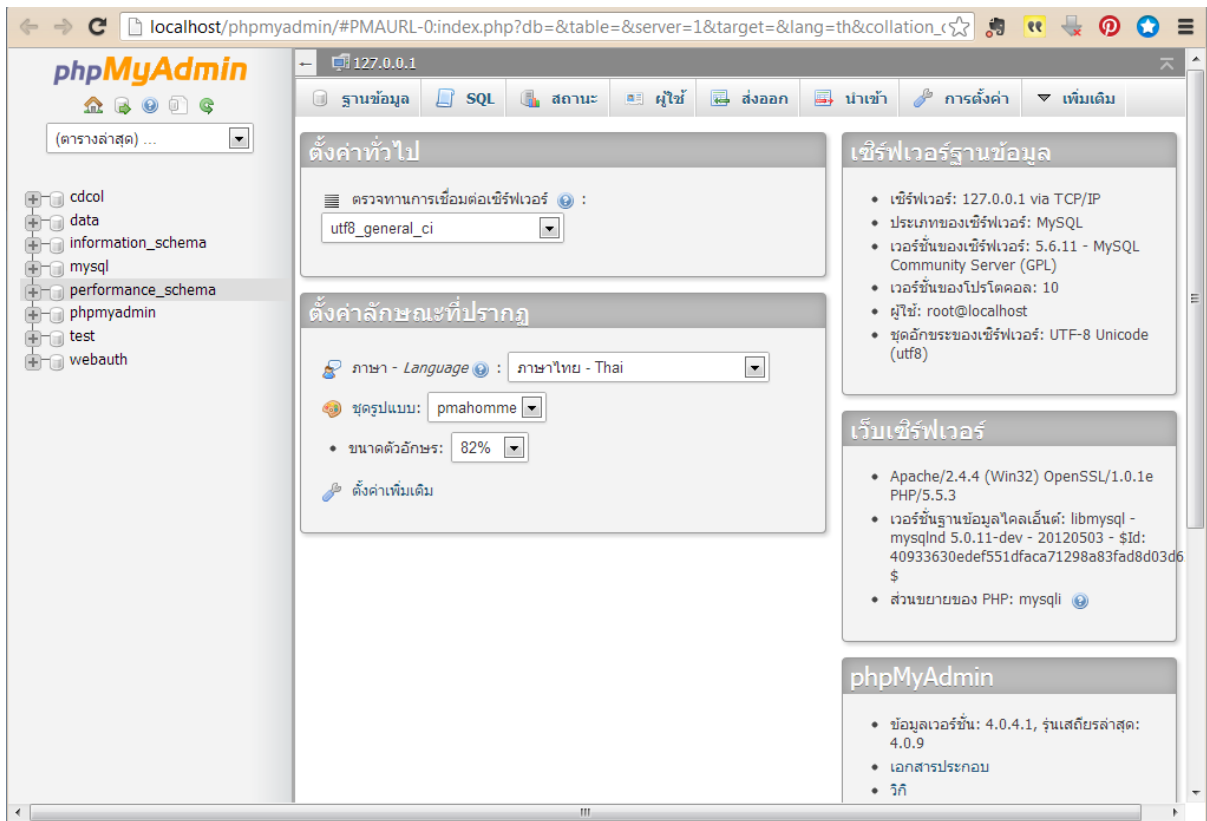 localhost/phpmyadmin/#PMAURL-0:index.php?db=&table=&server=1&target=&lang=th&collation_c
phpMyAdmin
(ตารางล่าสุด) ...
cdcol
data
information_schema
mysql
performance_schema
phpmyadmin
test
webauth
127.0.0.1
ฐานข้อมูล SQL สถานะ ผู้ใช้ ส่งออก นำเข้า การตั้งค่า เพิ่มเติม
ตั้งค่าทั่วไป
ตรวจทานการเชื่อมต่อเซิร์ฟเวอร์ :
utf8_general_ci
ตั้งค่าลักษณะที่ปรากฏ
ภาษา - Language : ภาษาไทย - Thai
ชุดรูปแบบ: pmahomme
• ขนาดตัวอักษร: 82%
ตั้งค่าเพิ่มเติม
เซิร์ฟเวอร์ฐานข้อมูล
• เซิร์ฟเวอร์: 127.0.0.1 via TCP/IP
• ประเภทของเซิร์ฟเวอร์: MySQL
• เวอร์ชั่นของเซิร์ฟเวอร์: 5.6.11 - MySQL
Community Server (GPL)
• เวอร์ชั่นของโปรโตคอล: 10
• ผู้ใช้: root@localhost
• ชุดอักขระของเซิร์ฟเวอร์: UTF-8 Unicode
(utf8)
เว็บเซิร์ฟเวอร์
• Apache/2.4.4 (Win32) OpenSSL/1.0.1e
PHP/5.5.3
• เวอร์ชั่นฐานข้อมูลไคลเอ็นต์: libmysql -
mysqlnd 5.0.11-dev - 20120503 - $Id:
40933630edef551dfaca71298a83fad8d03d6
$
• ส่วนขยายของ PHP: mysqli
phpMyAdmin
• ข้อมูลเวอร์ชั่น: 4.0.4.1, รุ่นเสถียรล่าสุด:
4.0.9
• เอกสารประกอบ
• วิกิ